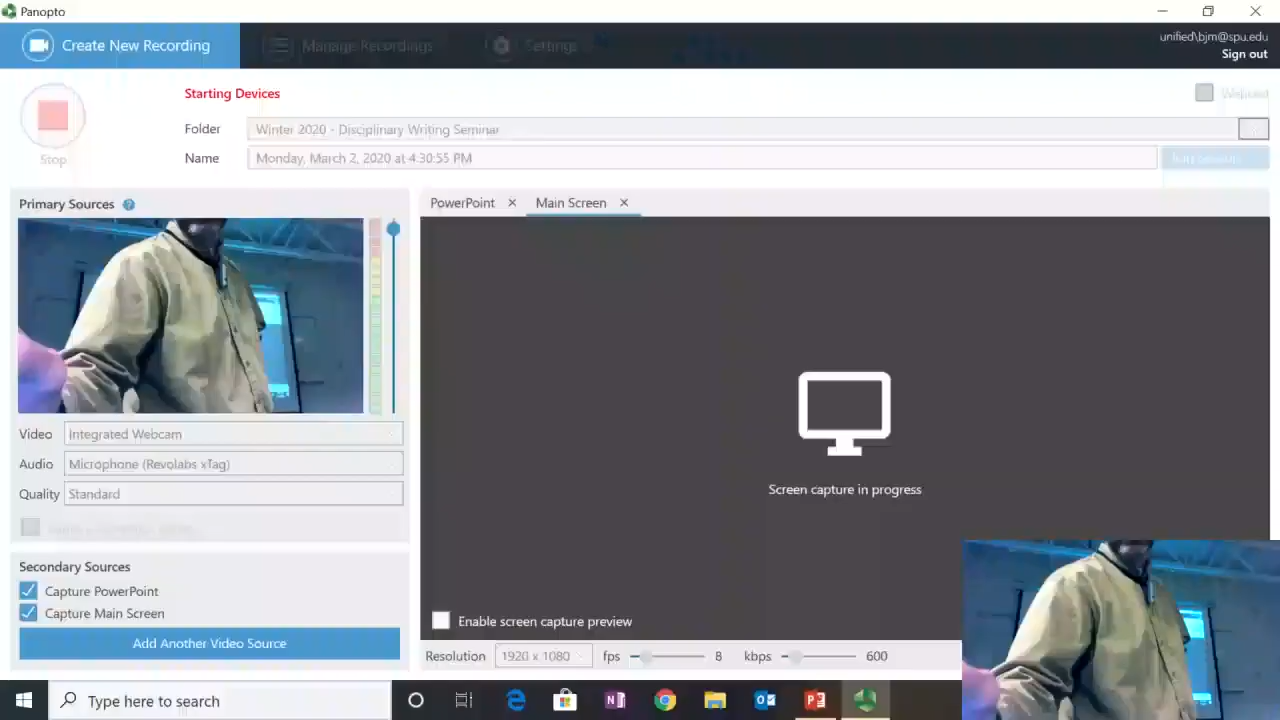 Panopto
Create New Recording
Manage Recordings
Settings
unified\bjm@spu.edu
Sign out
Starting Devices
Webcast
Folder
Winter 2020 - Disciplinary Writing Seminar
Stop
Name
Monday, March 2, 2020 at 4:30:55 PM
Primary Sources
PowerPoint
Main Screen
Video
Integrated Webcam
Audio
Microphone (Revolabs xTag)
Quality
Standard
Screen capture in progress
Secondary Sources
Capture PowerPoint
Capture Main Screen
Add Another Video Source
Enable screen capture preview
Resolution 1920 x 1080 fps 8 kbps 600
Type here to search